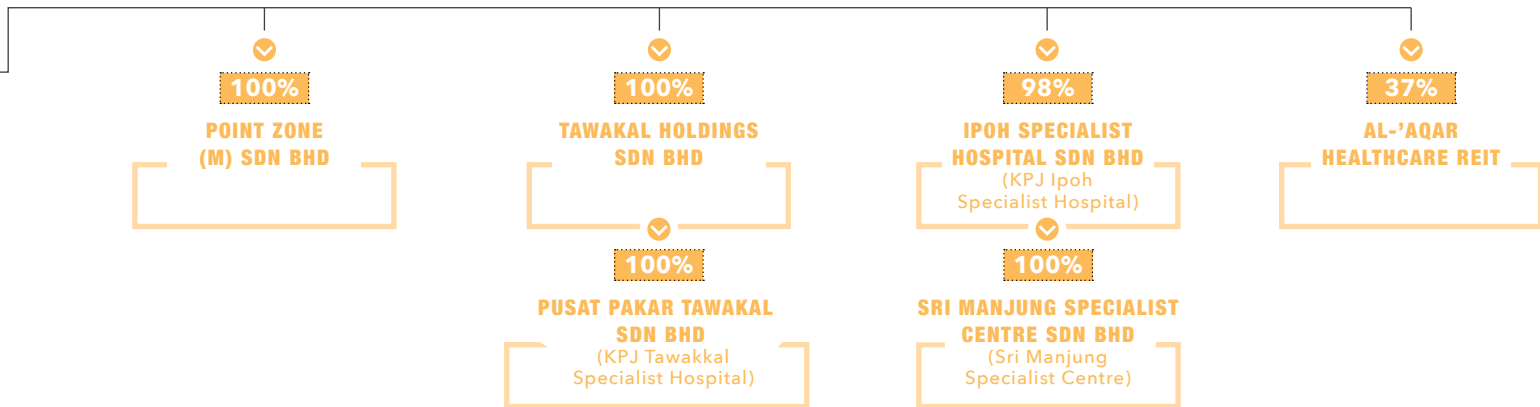 100%
POINT ZONE
(M) SDN BHD
100%
TAWAKAL HOLDINGS
SDN BHD
100%
PUSAT PAKAR TAWAKAL
SDN BHD
(KPJ Tawakkal
Specialist Hospital)
98%
IPOH SPECIALIST
HOSPITAL SDN BHD
(KPJ Ipoh
Specialist Hospital)
100%
SRI MANJUNG SPECIALIST
CENTRE SDN BHD
(Sri Manjung
Specialist Centre)
37%
AL-’AQAR
HEALTHCARE REIT